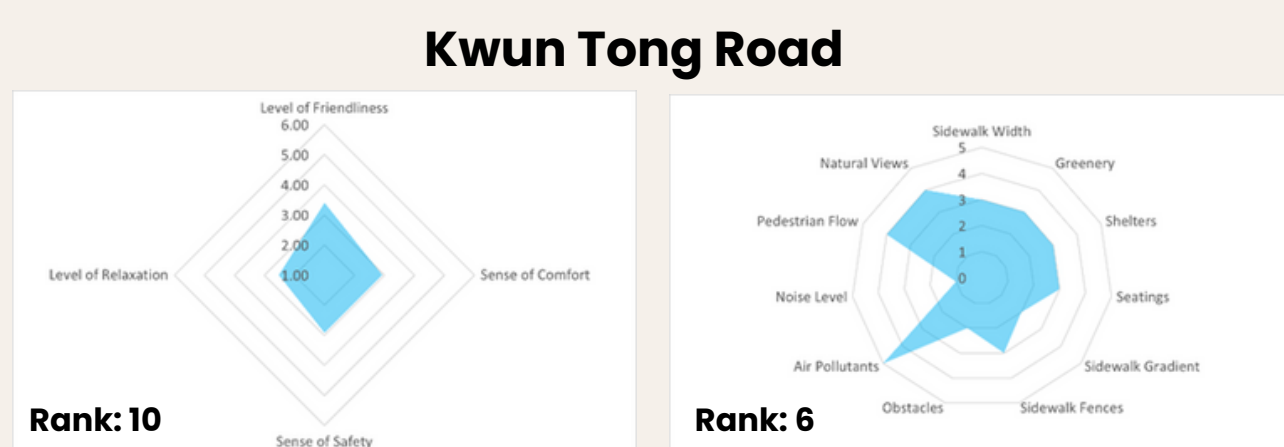 Kwun Tong Road
Level of Friendliness
6.00
5.00
4.00
3.00
2.00
1.00
Level of Relaxation
Sense of Comfort
Sense of Safety
Rank: 10
Sidewalk Width
5
4
3
2
1
0
Natural Views
Greenery
Pedestrian Flow
Shelters
Noise Level
Seatings
Air Pollutants
Sidewalk Gradient
Obstacles
Sidewalk Fences
Rank: 6